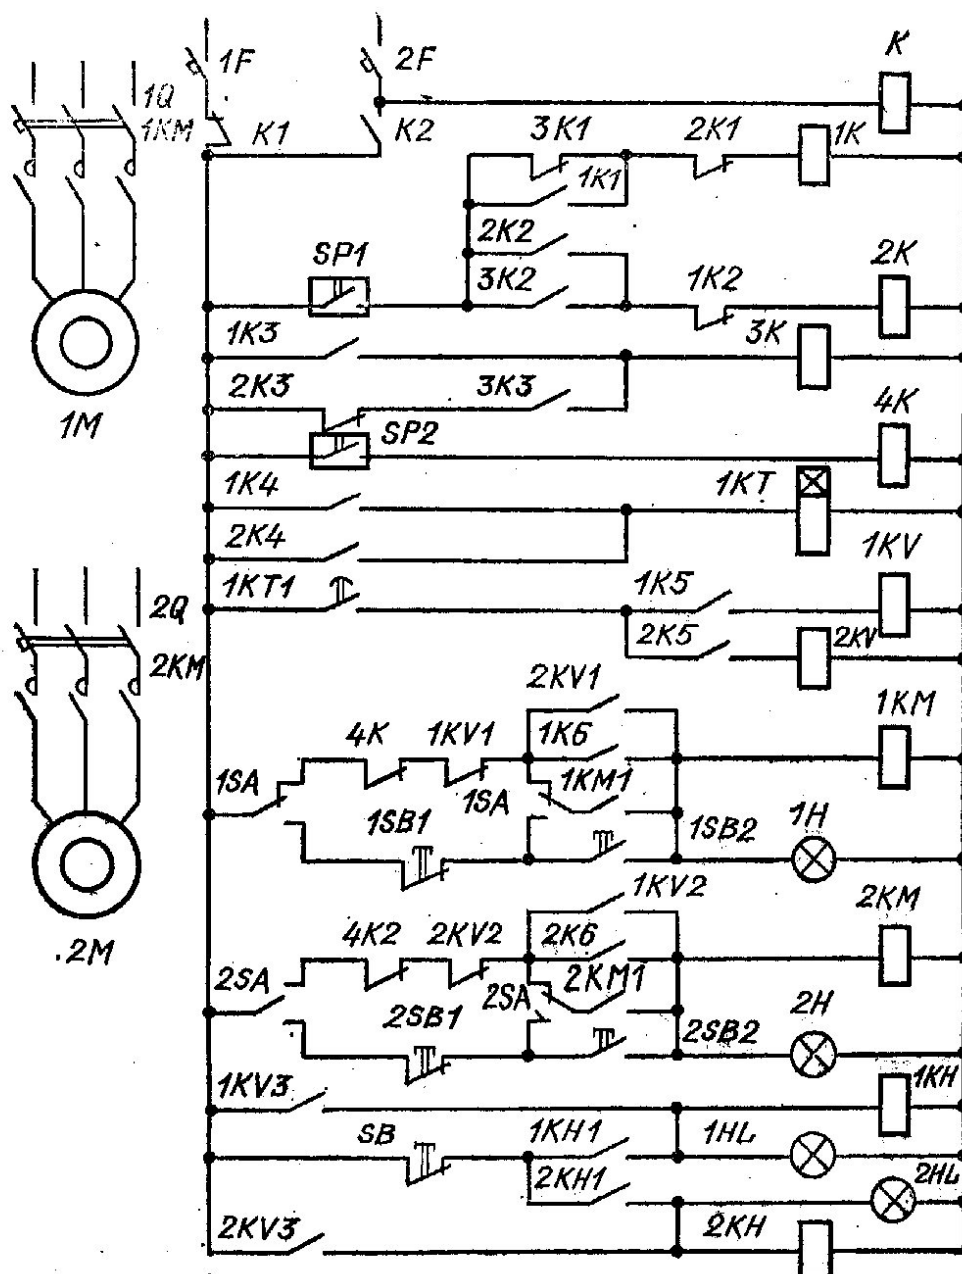 K
1F
2F
1Q
1KM
K1
K2
3K1
2K1
1K
1K1
2K2
SP1
3K2
1K2
2K
1K3
3K
2K3
3K3
1M
SP2
4K
1K4
1KT
2K4
1KV
1KT1
1K5
2Q
2K5
2KV
2KM
2KV1
1KM
4K
1KV1
1K6
1SA
1SA
1KM1
1SB1
1SB2
1H
1KV2
2KM
.2M
4K2
2KV2
2K6
2SA
2SA
2KM1
2SB1
2SB2
2H
1KV3
1KH
SB
1KH1
1HL
2KH1
2HL
2KV3
2KH